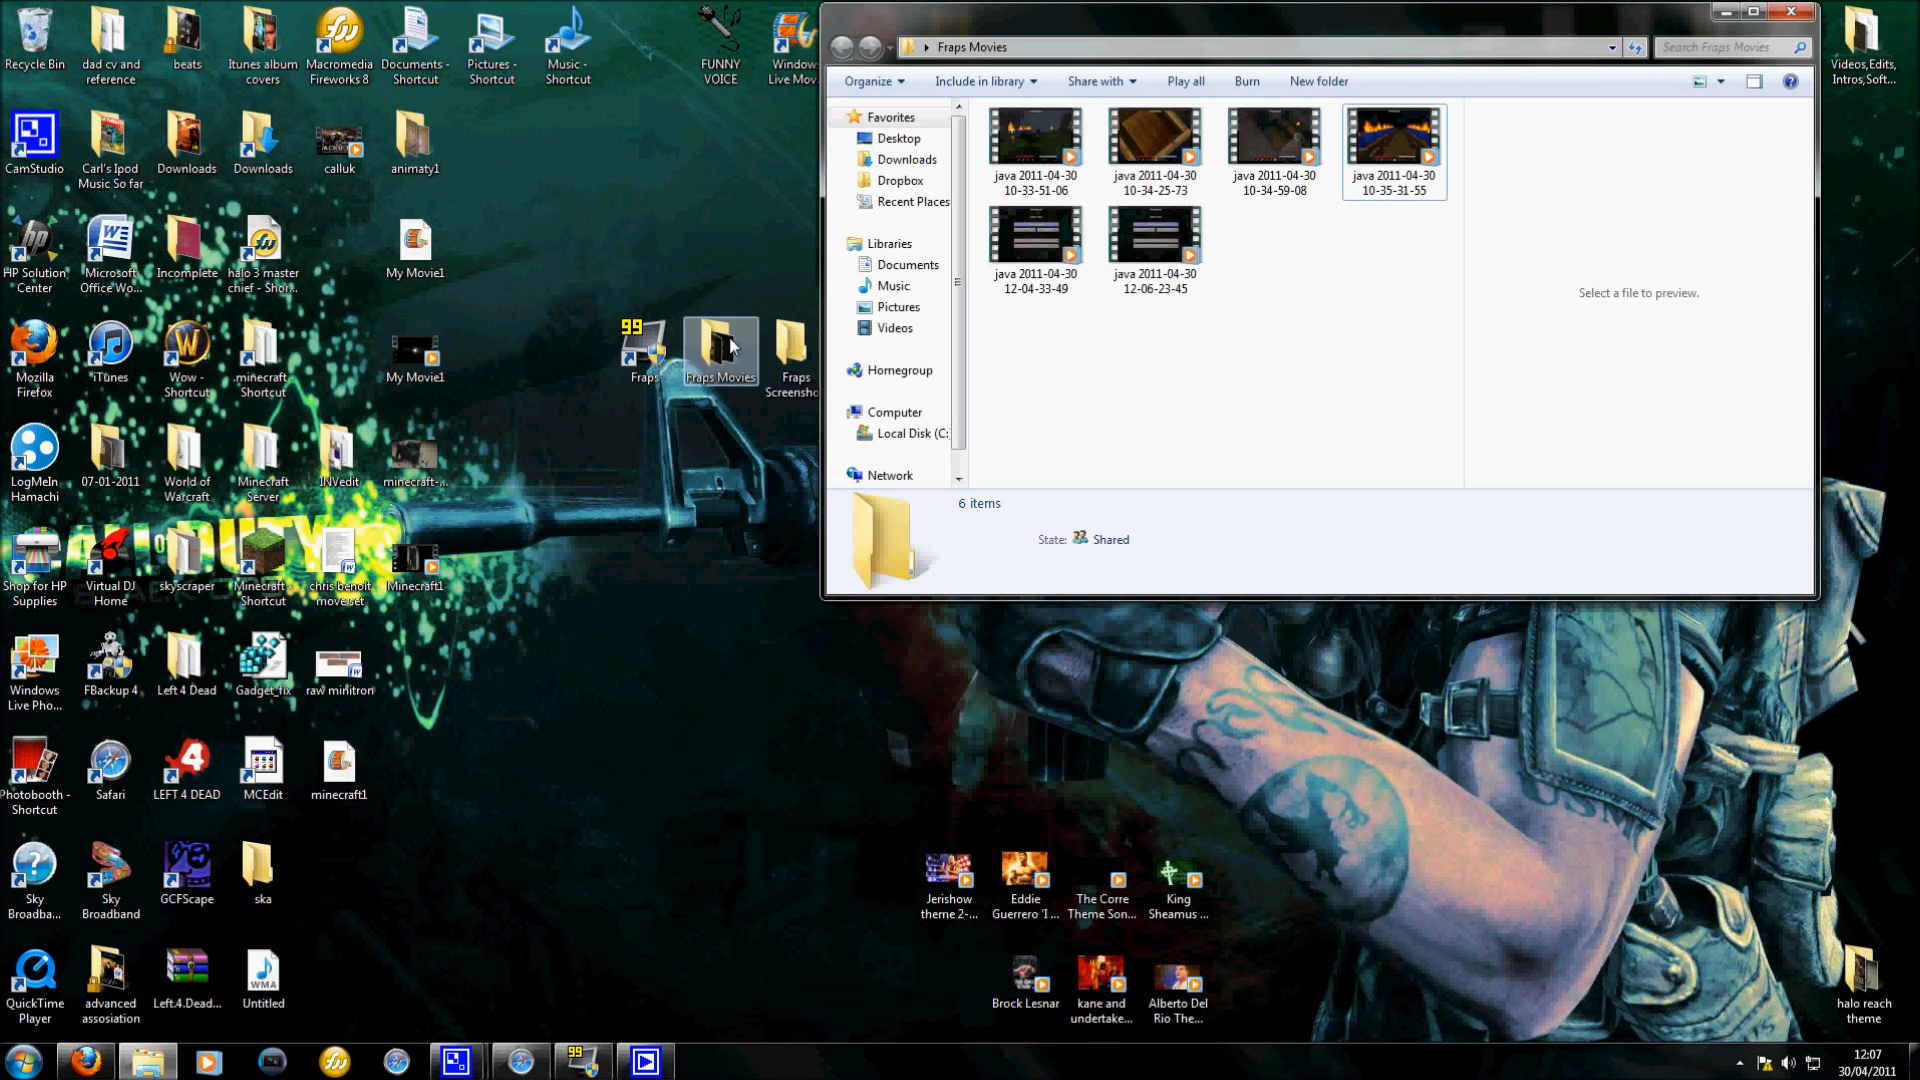 Recycle Bin
dad cv and
reference
beats
Itunes album
covers
Macromedia
Fireworks 8
Documents -
Shortcut
Pictures -
Shortcut
Music -
Shortcut
FUNNY
VOICE
Window
Live Mov
Videos,Edits,
Intros,Soft...
CamStudio
Carl's Ipod
Music So far
Downloads
Downloads
calluk
animaty1
HP Solution
Center
Microsoft
Office Wo...
Incomplete
halo 3 master
chief - Shor...
My Movie1
Mozilla
Firefox
iTunes
Wow -
Shortcut
.minecraft -
Shortcut
My Movie1
99
Fraps
Fraps Movies
Fraps
Screensho
LogMeIn
Hamachi
07-01-2011
World of
Warcraft
Minecraft
Server
INVedit
minecraft-...
Shop for HP
Supplies
Virtual DJ
Home
skyscraper
Minecraft -
Shortcut
chris benoit
move set
Minecraft1
DUTY
Windows
Live Pho...
FBackup 4
Left 4 Dead
Gadget_fix
raw minitron
Photobooth -
Shortcut
Safari
LEFT 4 DEAD
MCEdit
minecraft1
Sky
Broadba...
Sky
Broadband
GCFScape
ska
QuickTime
Player
advanced
assosiation
Left.4.Dead...
WMA
Untitled
Fraps Movies
Search Fraps Movies
Organize
Include in library
Share with
Play all
Burn
New folder
Favorites
Desktop
Downloads
Dropbox
Recent Places
Libraries
Documents
Music
Pictures
Videos
Homegroup
Computer
Local Disk (C:
Network
java 2011-04-30
10-33-51-06
java 2011-04-30
10-34-25-73
java 2011-04-30
10-34-59-08
java 2011-04-30
10-35-31-55
java 2011-04-30
12-04-33-49
java 2011-04-30
12-06-23-45
Select a file to preview.
6 items
State: Shared
Jerishow
theme 2-...
Eddie
Guerrero 'I ...
The Corre
Theme Son...
King
Sheamus ...
Brock Lesnar
kane and
undertake...
Alberto Del
Rio The...
halo reach
theme
99
12:07
30/04/2011